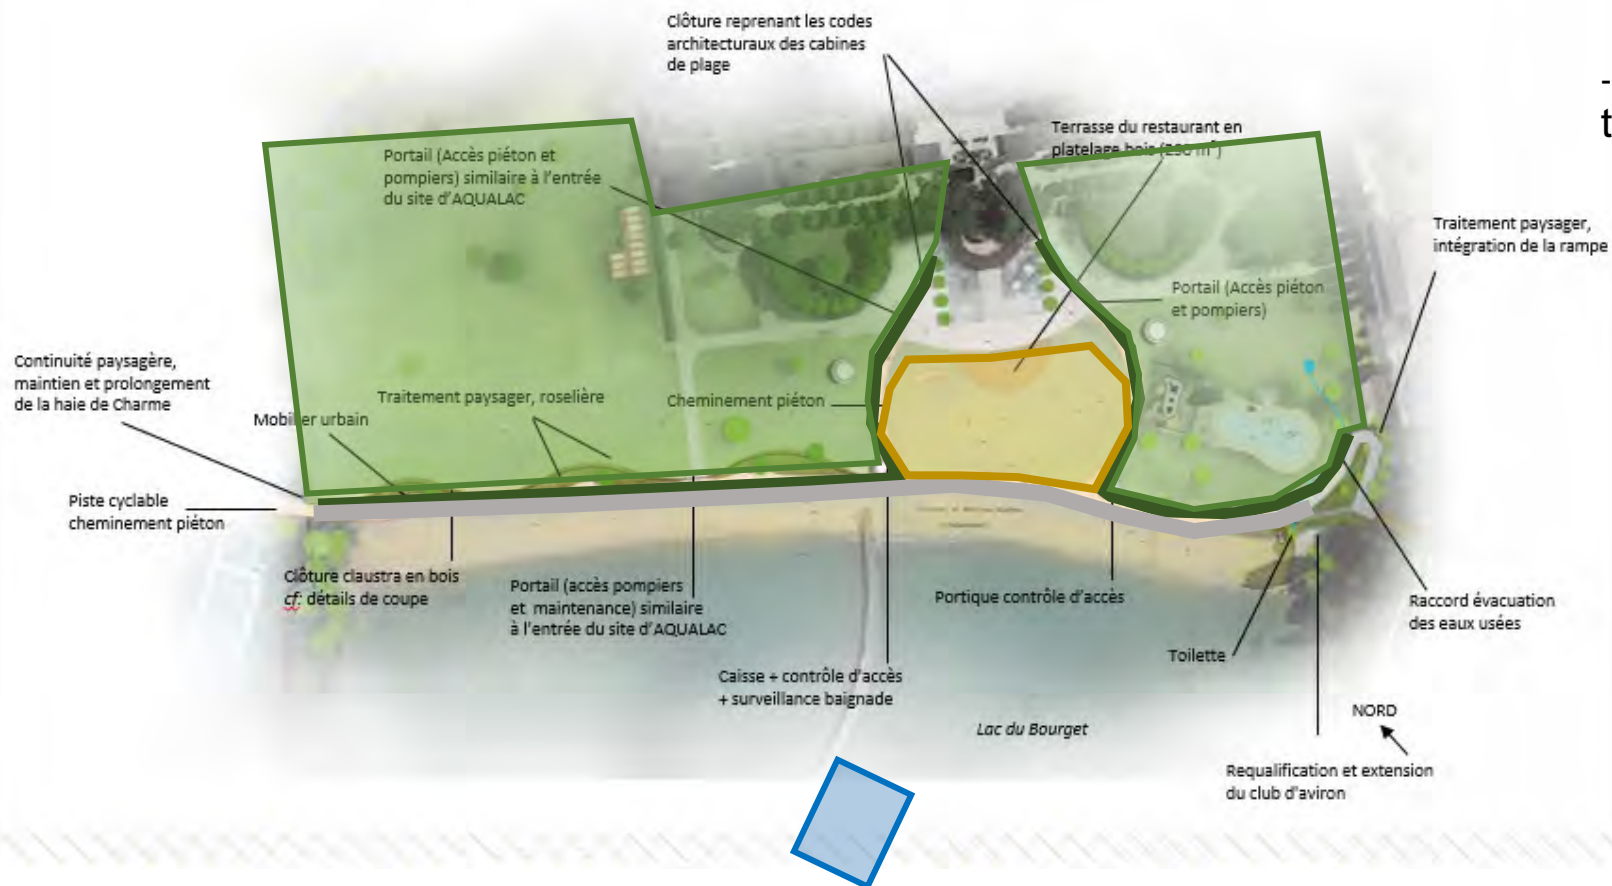 Clôture reprenant les codes
architecturaux des cabines
de plage
-
t
Terrasse du restaurant en
platelage bois (250 m²)
Portail (Accès piéton et
pompiers) similaire à l'entrée
du site d'AQUALAC
Traitement paysager,
intégration de la rampe
Portail (Accès piéton
et pompiers)
Continuité paysagère,
maintien et prolongement
de la haie de Charme
Mobilier urbain
Traitement paysager, roselière
Cheminement piéton
Piste cyclable
cheminement piéton
Clôture claustra en bois
cf: détails de coupe
Portail (accès pompiers
et maintenance) similaire
à l'entrée du site d'AQUALAC
Portique contrôle d'accès
Raccord évacuation
des eaux usées
Toilette
Caisse + contrôle d'accès
+ surveillance baignade
Lac du Bourget
NORD
Requalification et extension
du club d'aviron